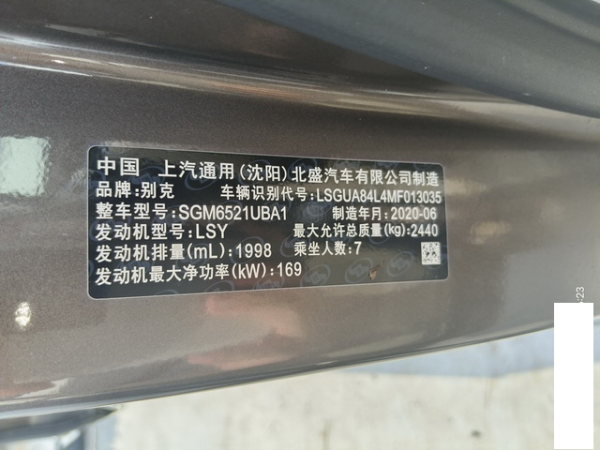 中国 上汽通用(沈阳)北盛汽车有限公司制造
品牌:别克 车辆识别代号:LSGUA84L4MF013035
整车型号:SGM6521UBA1 制造年月:2020-06
发动机型号:LSY 最大允许总质量(kg):2440
发动机排量(mL):1998 乘坐人数:7
发动机最大净功率(kW):169
:23